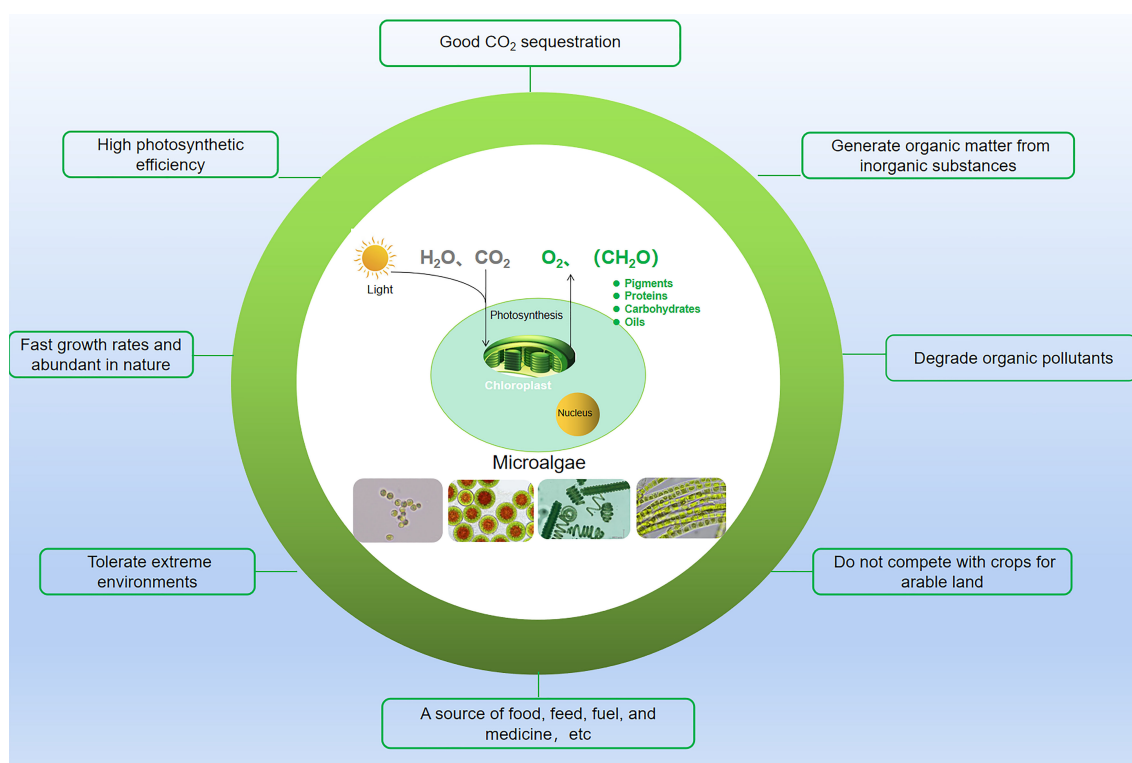 Good CO₂ sequestration
High photosynthetic
efficiency
Generate organic matter from
inorganic substances
H₂O、CO₂
O₂、
(CH₂O)
Light
Pigments
Proteins
Carbohydrates
Oils
Photosynthesis
Chloroplast
Nucleus
Microalgae
Fast growth rates and
abundant in nature
Degrade organic pollutants
Tolerate extreme
environments
Do not compete with crops for
arable land
A source of food, feed, fuel, and
medicine，etc